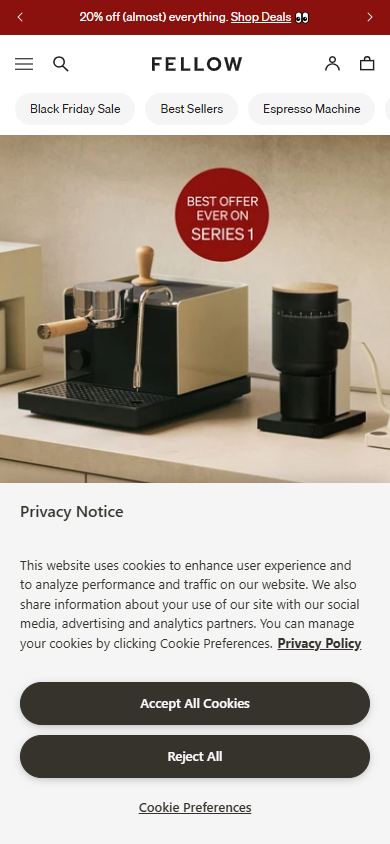 20% off (almost) everything. Shop Deals 👀
FELLOW
Black Friday Sale
Best Sellers
Espresso Machine
BEST OFFER
EVER ON
SERIES 1
Privacy Notice
This website uses cookies to enhance user experience and
to analyze performance and traffic on our website. We also
share information about your use of our site with our social
media, advertising and analytics partners. You can manage
your cookies by clicking Cookie Preferences. Privacy Policy
Accept All Cookies
Reject All
Cookie Preferences